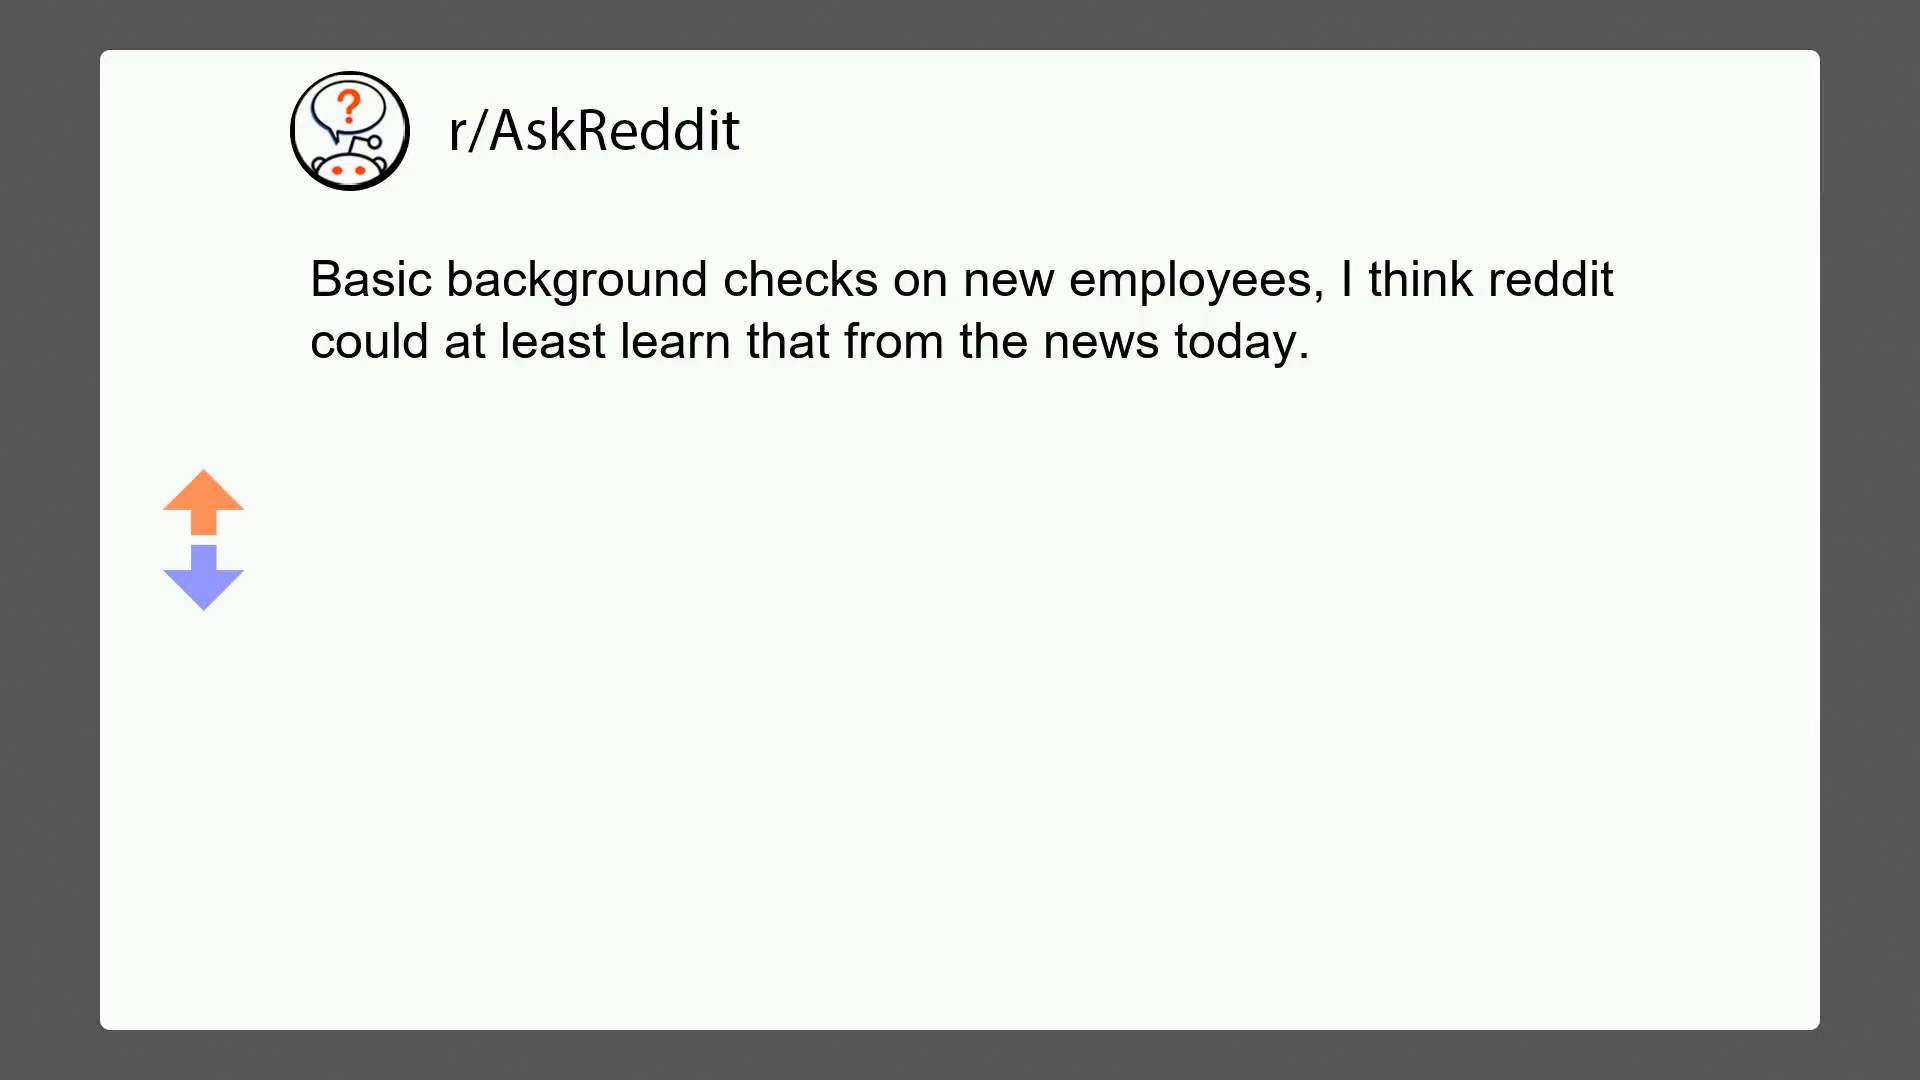 r/AskReddit
Basic background checks on new employees, I think reddit
could at least learn that from the news today.